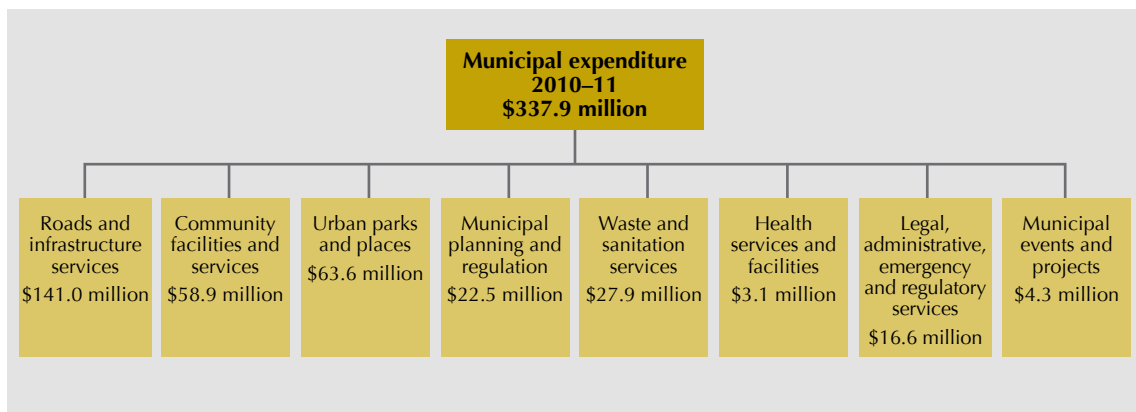 Municipal expenditure
2010–11
$337.9 million
Roads and
infrastructure
services
$141.0 million
Community
facilities and
services
$58.9 million
Urban parks
and places
$63.6 million
Municipal
planning and
regulation
$22.5 million
Waste and
sanitation
services
$27.9 million
Health
services and
facilities
$3.1 million
Legal,
administrative,
emergency
and regulatory
services
$16.6 million
Municipal
events and
projects
$4.3 million